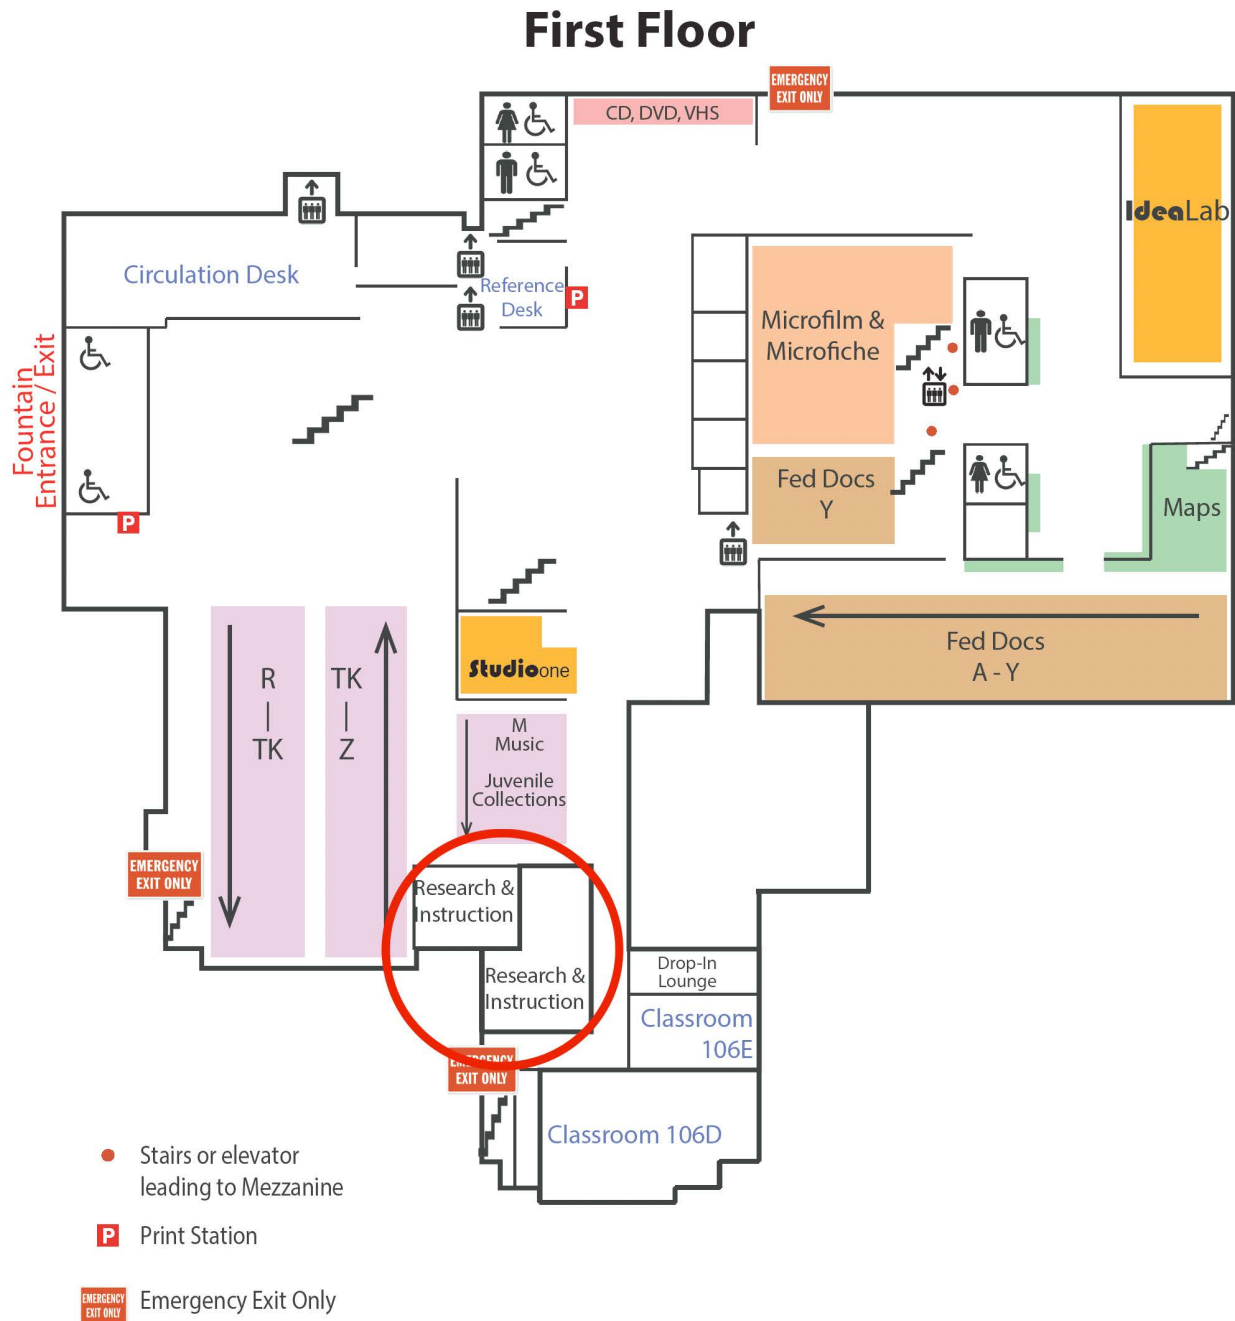 First Floor
EMERGENCY
EXIT ONLY
CD, DVD, VHS
IdeaLab
Circulation Desk
Reference
Desk
P
Microfilm &
Microfiche
Fountain
Entrance / Exit
P
Fed Docs
Y
Maps
Fed Docs
A - Y
R
|
TK
TK
|
Z
Studioone
M
Music
Juvenile
Collections
EMERGENCY
EXIT ONLY
Research &
Instruction
Research &
Instruction
Drop-In
Lounge
Classroom
106E
EMERGENCY
EXIT ONLY
Classroom 106D
Stairs or elevator
leading to Mezzanine
P Print Station
EMERGENCY
EXIT ONLY
Emergency Exit Only